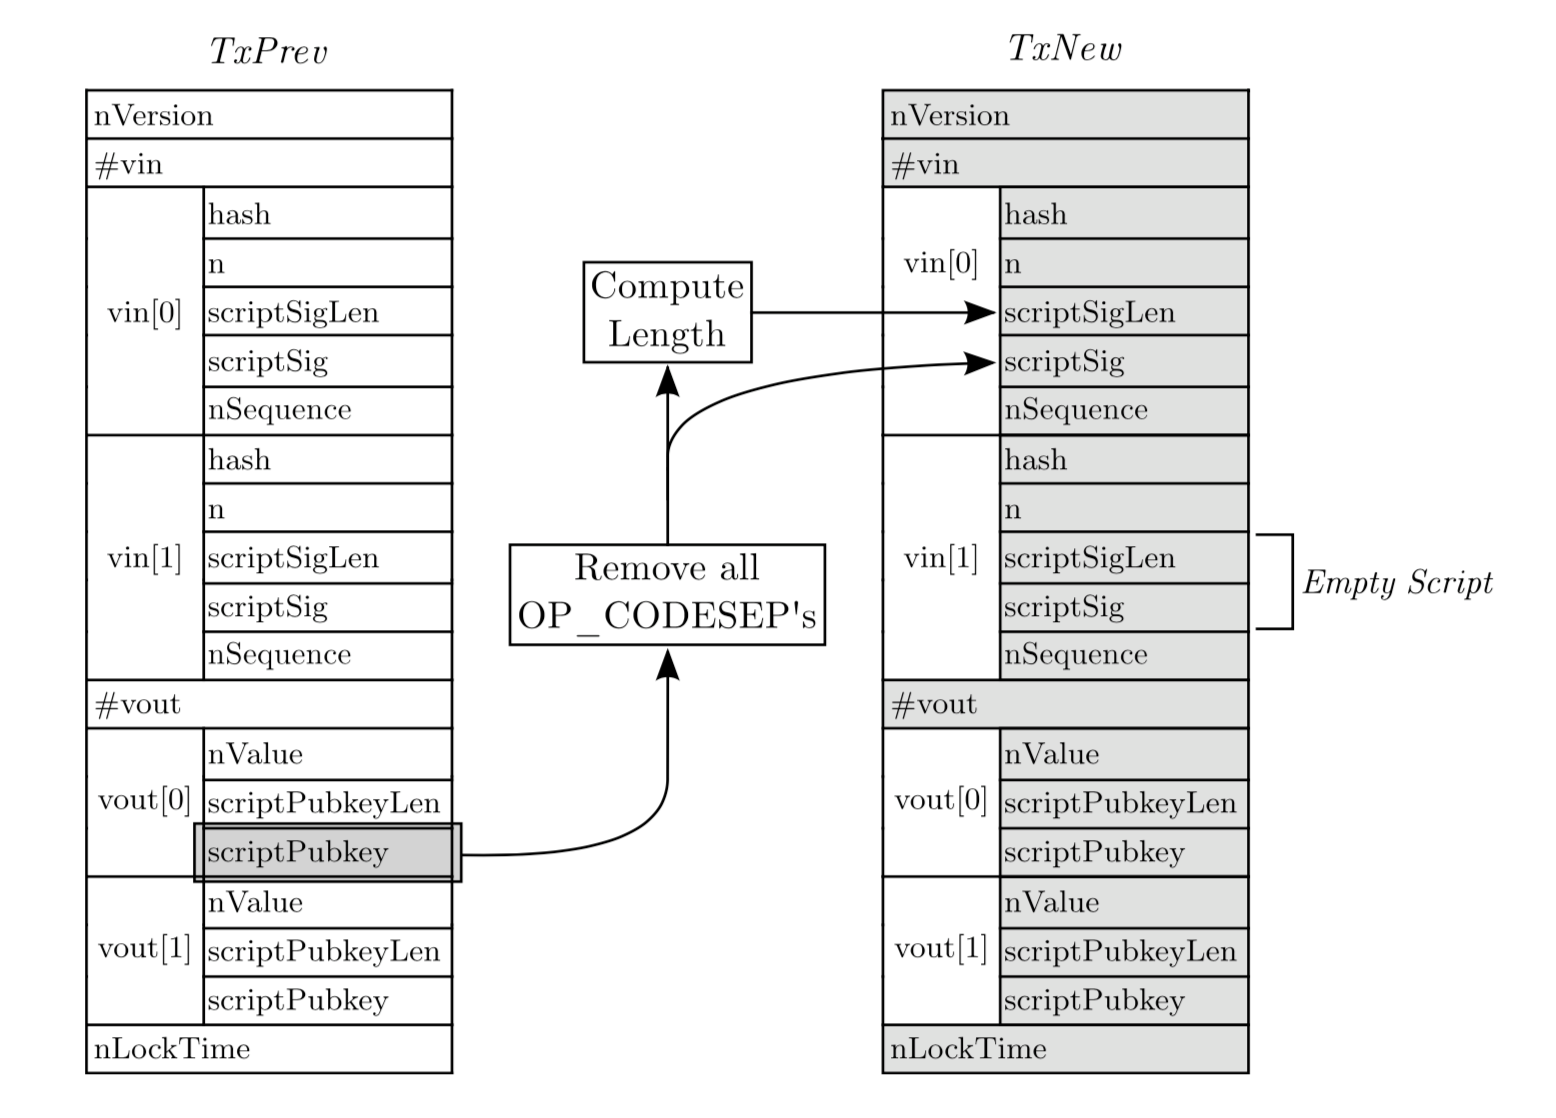 TxPrev
nVersion
#vin
vin[0]
hash
n
scriptSigLen
scriptSig
nSequence
vin[1]
hash
n
scriptSigLen
scriptSig
nSequence
#vout
vout[0]
nValue
scriptPubkeyLen
scriptPubkey
vout[1]
nValue
scriptPubkeyLen
scriptPubkey
nLockTime
Compute
Length
Remove all
OP_CODESEP's
TxNew
nVersion
#vin
vin[0]
hash
n
scriptSigLen
scriptSig
nSequence
vin[1]
hash
n
scriptSigLen
scriptSig
nSequence
Empty Script
#vout
vout[0]
nValue
scriptPubkeyLen
scriptPubkey
vout[1]
nValue
scriptPubkeyLen
scriptPubkey
nLockTime